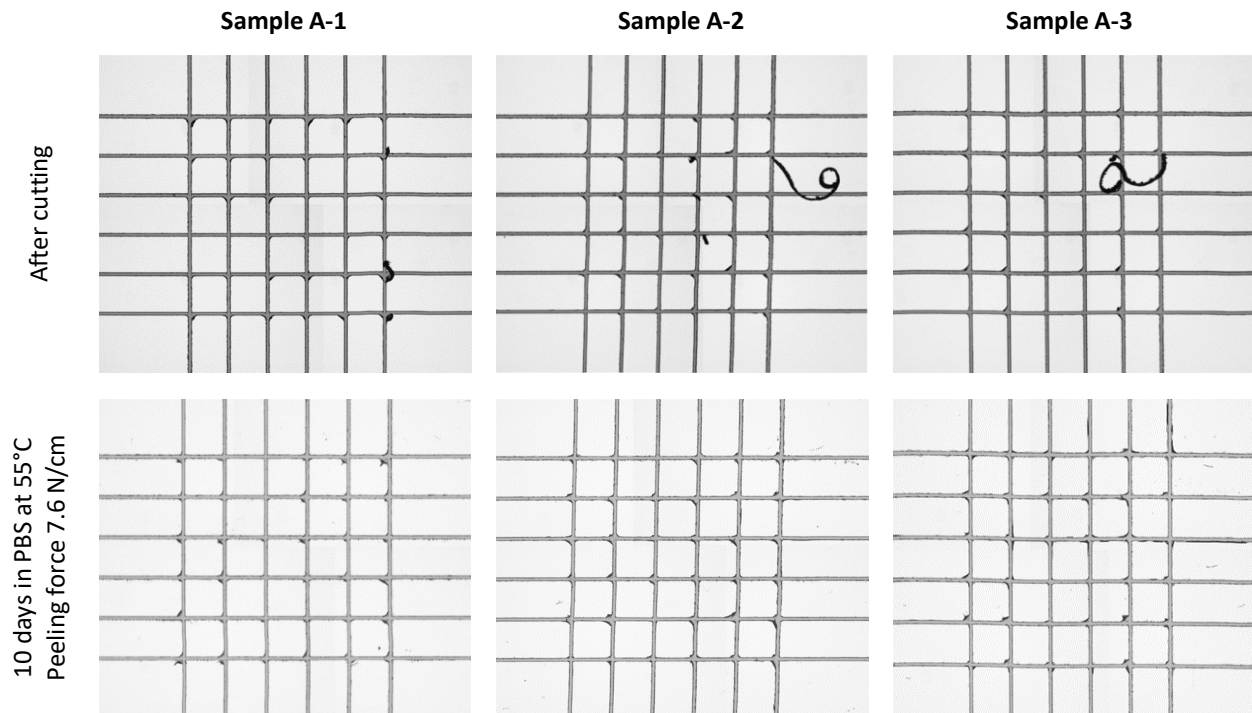 Sample A-1
Sample A-2
Sample A-3
After cutting
10 days in PBS at 55°C
Peeling force 7.6 N/cm